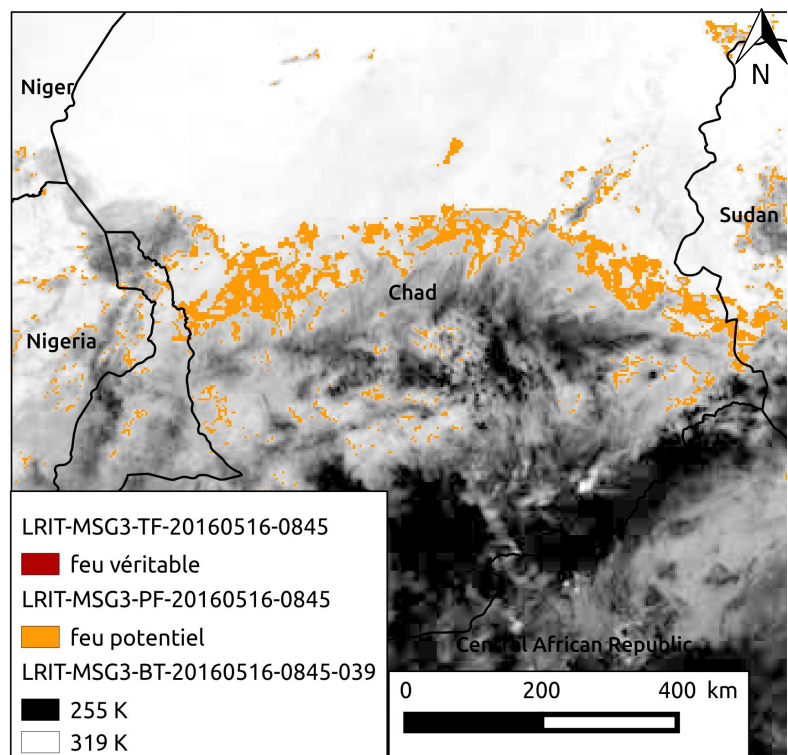 N
Niger
Sudan
Chad
Nigeria
Central African Republic
LRIT-MSG3-TF-20160516-0845
feu véritable
LRIT-MSG3-PF-20160516-0845
feu potentiel
LRIT-MSG3-BT-20160516-0845-039
255 K
319 K
0 200 400 km